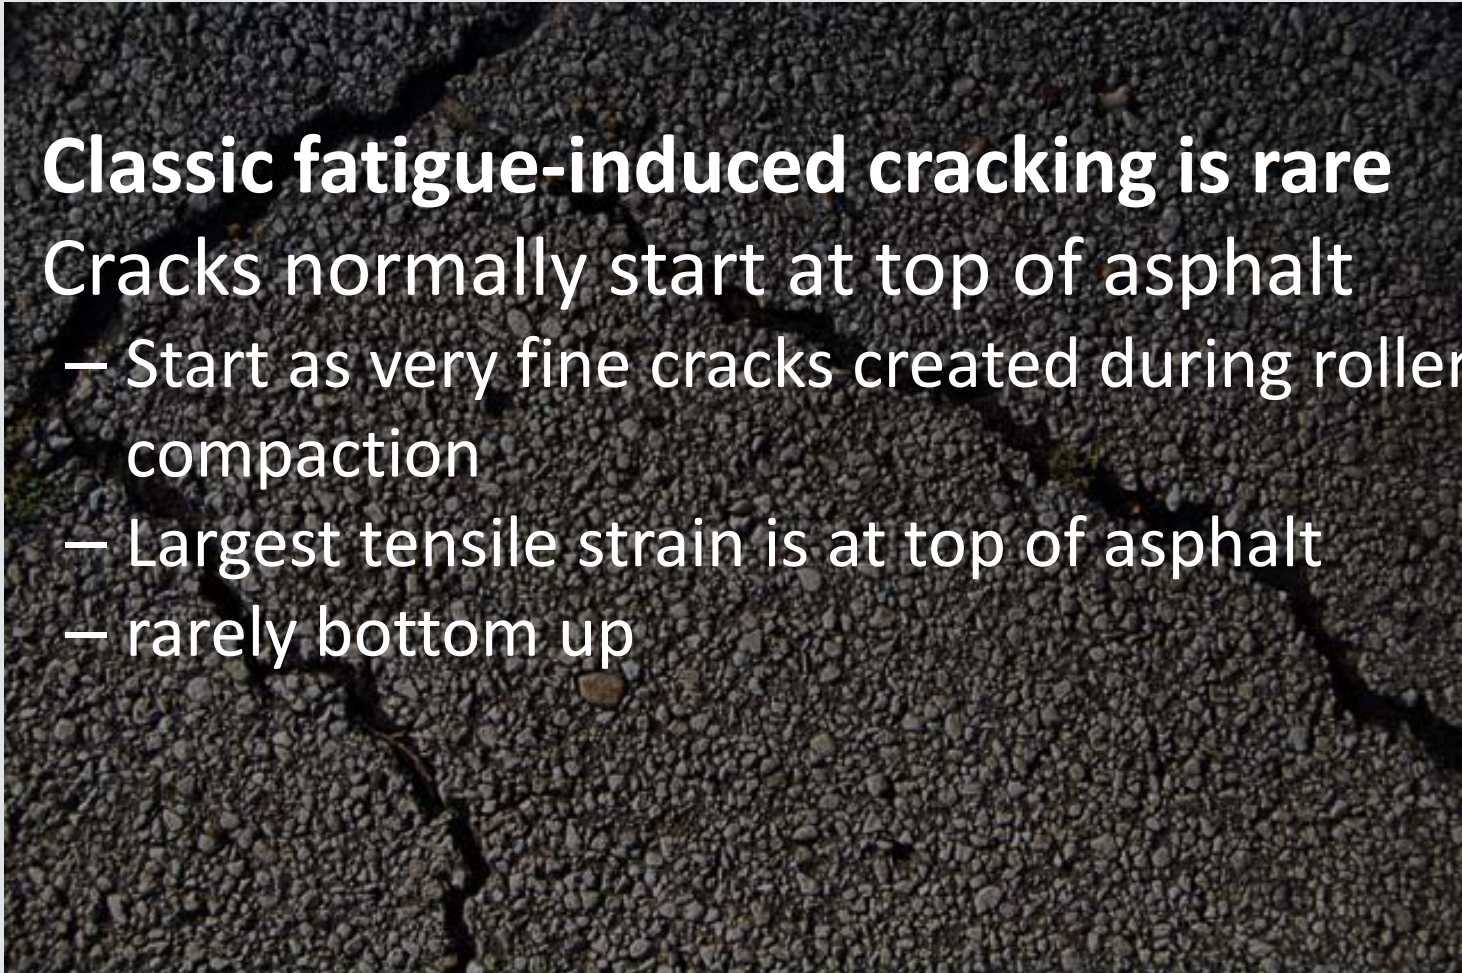 Classic fatigue-induced cracking is rare
Cracks normally start at top of asphalt
– Start as very fine cracks created during roller
compaction
– Largest tensile strain is at top of asphalt
– rarely bottom up